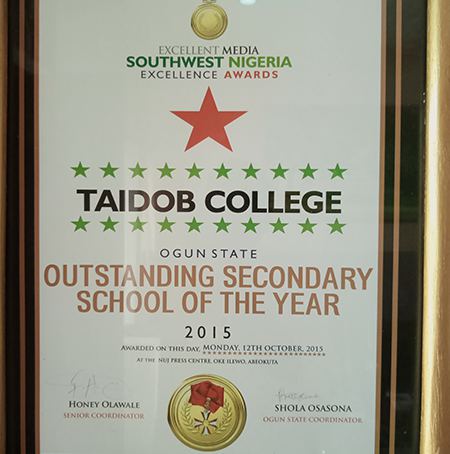 EXCELLENT MEDIA
SOUTHWEST NIGERIA
EXCELLENCE AWARDS
TAIDOB COLLEGE
OGUN STATE
OUTSTANDING SECONDARY
SCHOOL OF THE YEAR
2015
AWARDED ON THIS DAY, MONDAY, 12TH OCTOBER, 2015
AT THE NUJ PRESS CENTRE, OKE ILEWO, ABEOKUTA
HONEY OLAWALE
SENIOR COORDINATOR
SHOLA OSASONA
OGUN STATE COORDINATOR